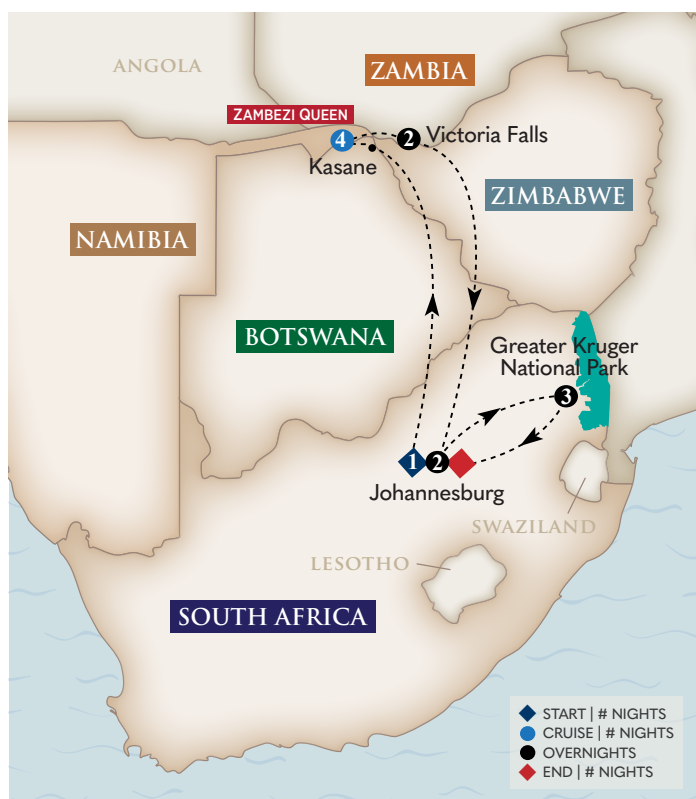 ANGOLA
ZAMBIA
ZAMBEZI QUEEN
4
2
Victoria Falls
Kasane
ZIMBABWE
NAMIBIA
BOTSWANA
Greater Kruger
National Park
3
1
2
Johannesburg
SWAZILAND
LESOTHO
SOUTH AFRICA
START | # NIGHTS
CRUISE | # NIGHTS
OVERNIGHTS
END | # NIGHTS